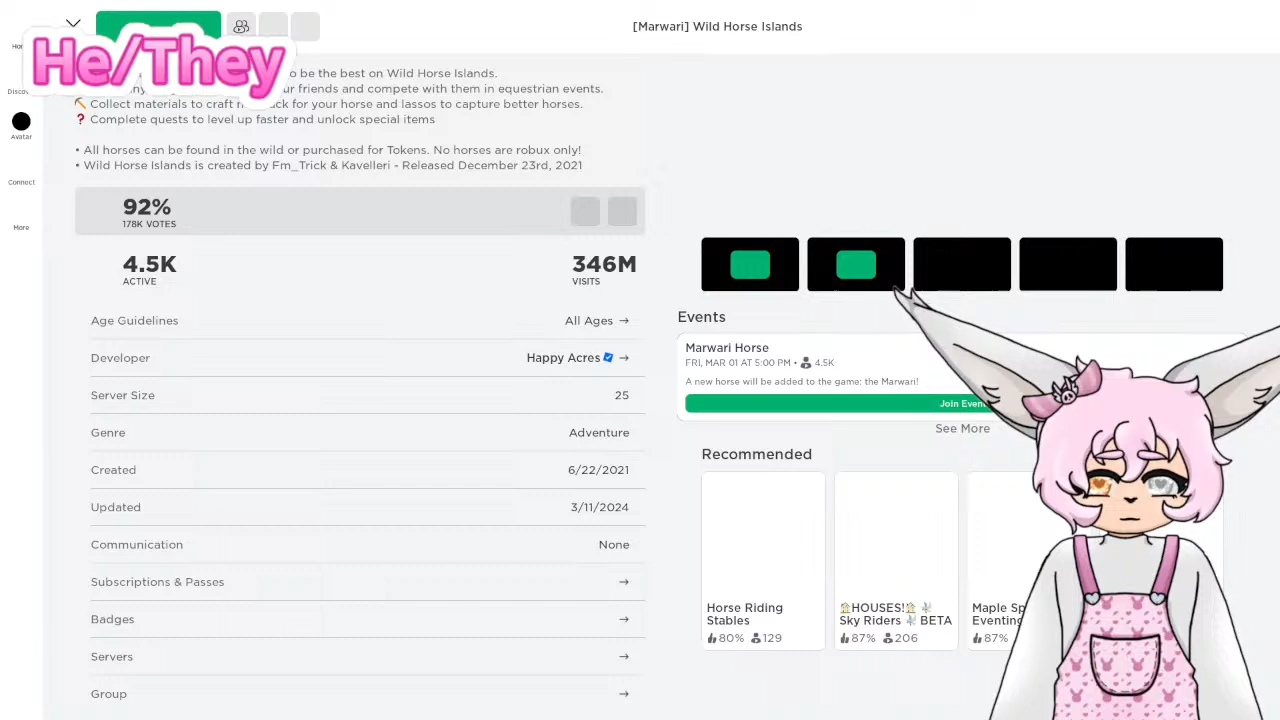 [Marwari] Wild Horse Islands
He/They
Discov
Avatar
Connect
More
to be the best on Wild Horse Islands.
ur friends and compete with them in equestrian events.
⛏️ Collect materials to craft n ck for your horse and lassos to capture better horses.
❓ Complete quests to level up faster and unlock special items
• All horses can be found in the wild or purchased for Tokens. No horses are robux only!
• Wild Horse Islands is created by Fm_Trick & Kavelleri - Released December 23rd, 2021
92%
178K VOTES
4.5K
ACTIVE
346M
VISITS
Age Guidelines All Ages →
Developer Happy Acres →
Server Size 25
Genre Adventure
Created 6/22/2021
Updated 3/11/2024
Communication None
Subscriptions & Passes →
Badges →
Servers →
Group →
Events
Marwari Horse
FRI, MAR 01 AT 5:00 PM • 4.5K
A new horse will be added to the game: the Marwari!
Join Even
See More
Recommended
Horse Riding
Stables
80% 129
🏠HOUSES!🏠
Sky Riders BETA
87% 206
Maple Sp
Eventing
87%